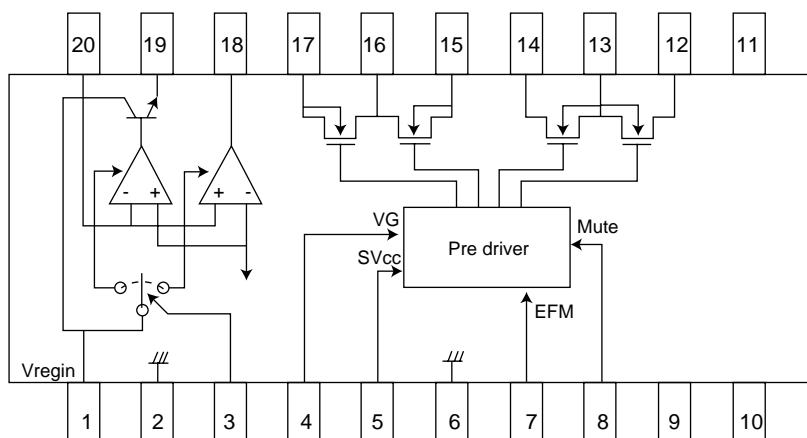 20 19 18 17 16 15 14 13 12 11
- + + -
VG
Mute
Pre driver
SVcc
EFM
Vregin
1 2 3 4 5 6 7 8 9 10